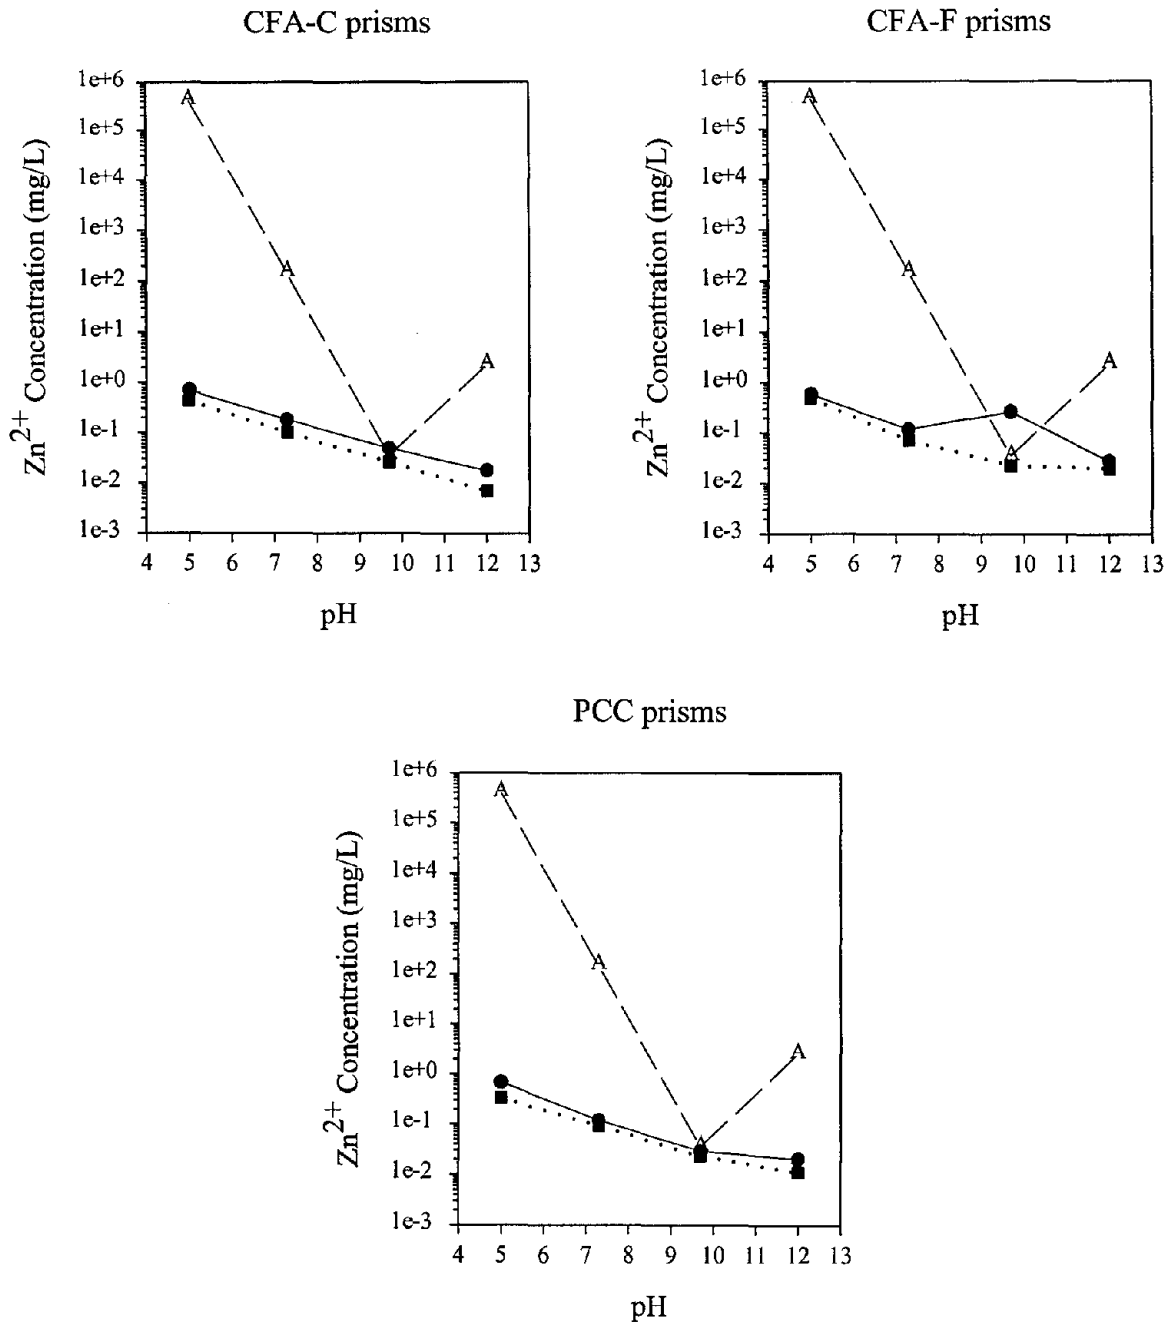 CFA-C prisms
Zn2+ Concentration (mg/L)
1e+6
1e+5
1e+4
1e+3
1e+2
1e+1
1e+0
1e-1
1e-2
1e-3
A
A
A
A
4 5 6 7 8 9 10 11 12 13
pH
CFA-F prisms
Zn2+ Concentration (mg/L)
1e+6
1e+5
1e+4
1e+3
1e+2
1e+1
1e+0
1e-1
1e-2
1e-3
A
A
A
A
4 5 6 7 8 9 10 11 12 13
pH
PCC prisms
Zn2+ Concentration (mg/L)
1e+6
1e+5
1e+4
1e+3
1e+2
1e+1
1e+0
1e-1
1e-2
1e-3
A
A
A
A
4 5 6 7 8 9 10 11 12 13
pH